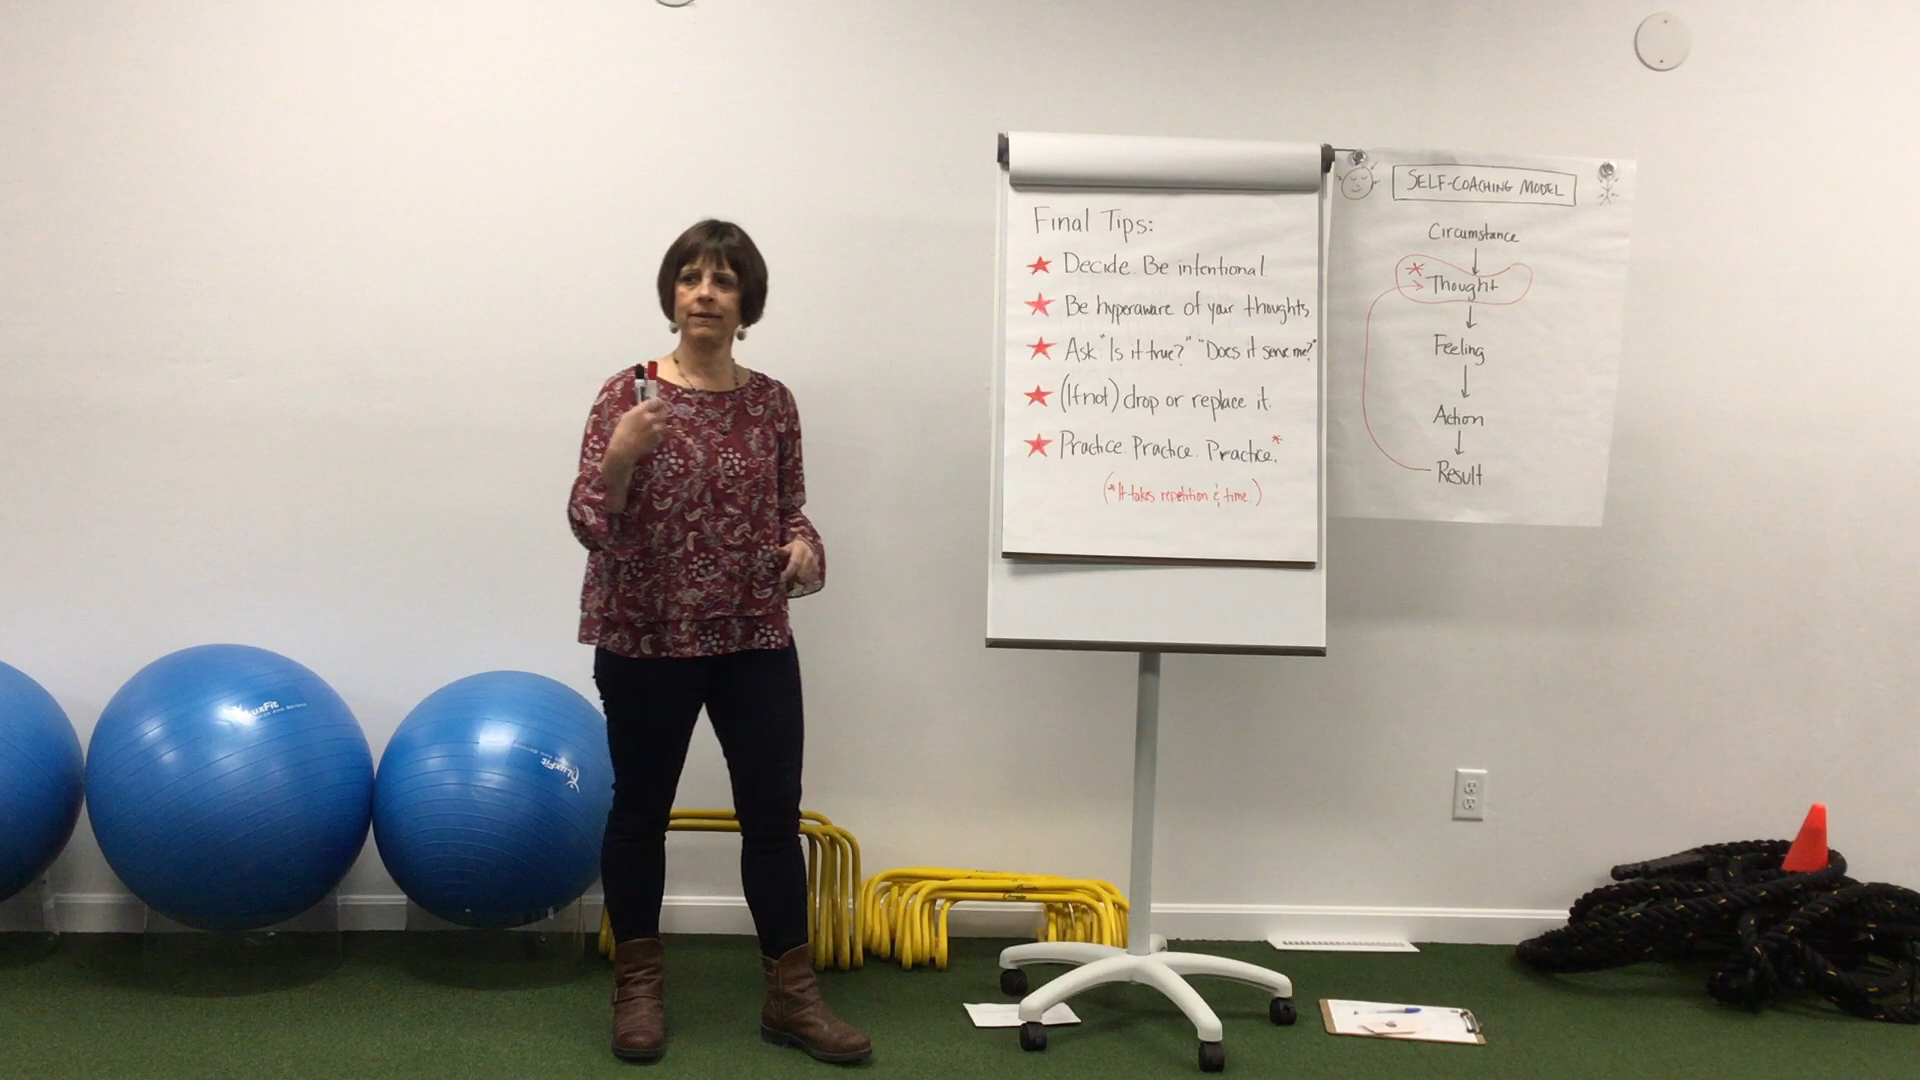 Final Tips:
★ Decide. Be intentional.
★ Be hyperaware of your thoughts
★ Ask "Is it true?" "Does it serve me?"
★ (If not) drop or replace it.
★ Practice. Practice. Practice.*
(*It takes repetition & time.)
SELF-COACHING MODEL
Circumstance
* Thought
Feeling
Action
Result
LuxFit
LuxFit